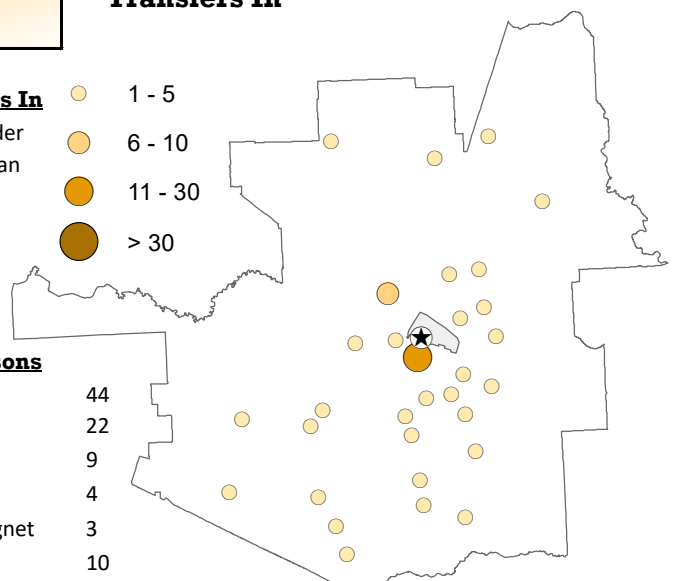 Transfers In
s In
1 - 5
der
6 - 10
an
11 - 30
> 30
sons
44
22
9
4
gnet 3
10